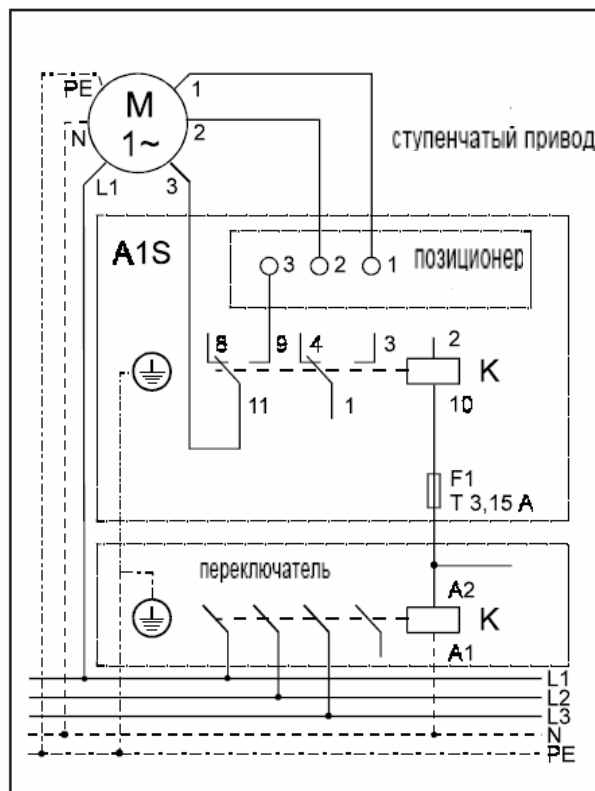 PE
M
1~
1
N
2
L1
3
ступенчатый привод
A1S
позиционер
3
2
1
8
9
4
3
2
K
11
1
10
F1
T 3,15 A
переключатель
A2
K
A1
L1
L2
L3
N
PE